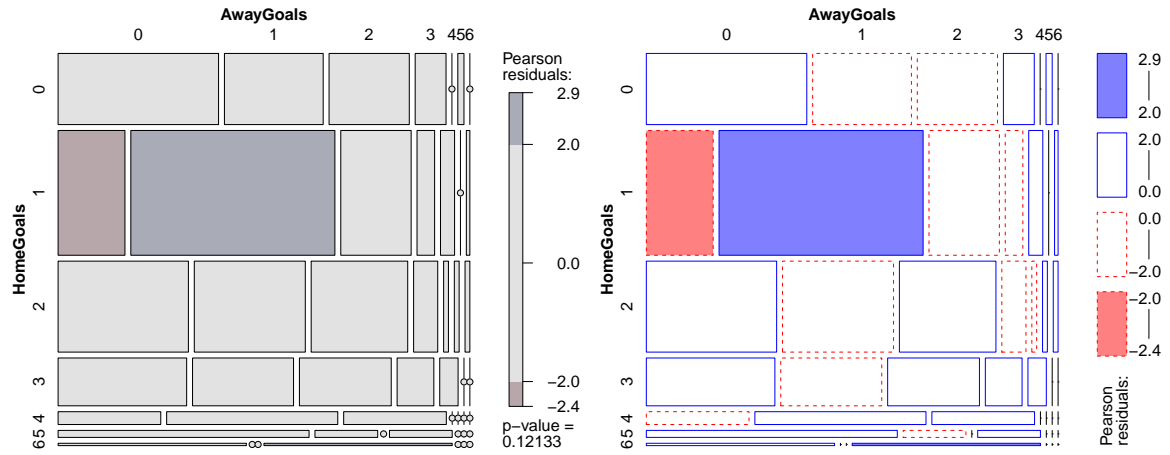 AwayGoals
0 1 2 3 456
HomeGoals
0
1
2
3
4
65
Pearson
residuals:
2.9
2.0
0.0
−2.0
−2.4
p−value =
0.12133
AwayGoals
0 1 2 3 456
HomeGoals
0
1
2
3
4
65
2.9
2.0
2.0
0.0
0.0
−2.0
−2.0
−2.4
Pearson
residuals: